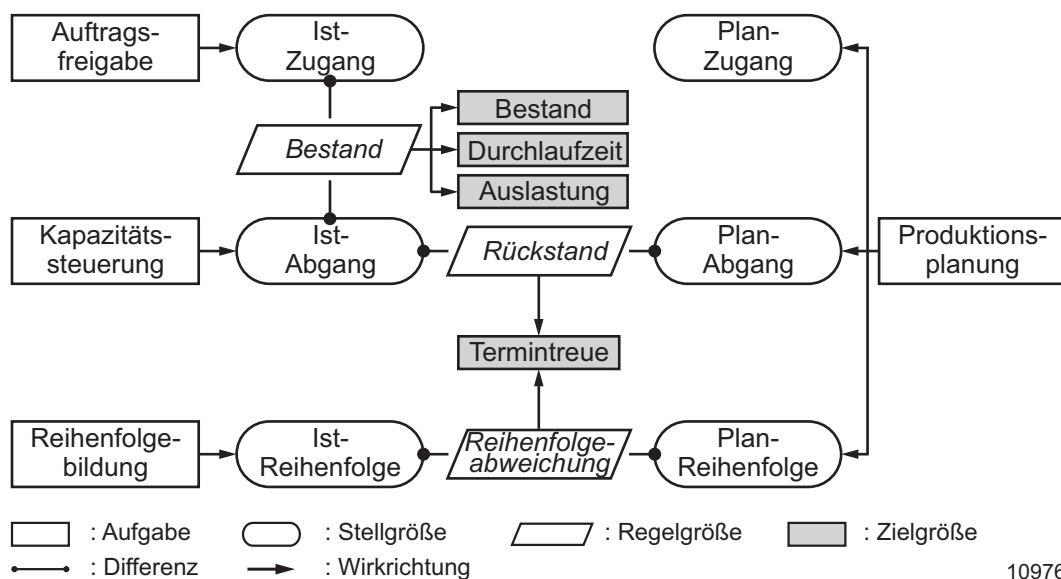 Auftrags-
freigabe
Ist-
Zugang
Plan-
Zugang
Bestand
Bestand
Durchlaufzeit
Auslastung
Kapazitäts-
steuerung
Ist-
Abgang
Rückstand
Plan-
Abgang
Produktions-
planung
Termintreue
Reihenfolge-
bildung
Ist-
Reihenfolge
Reihenfolge-
abweichung
Plan-
Reihenfolge
: Aufgabe
: Stellgröße
: Regelgröße
: Zielgröße
: Differenz
: Wirkrichtung
10976